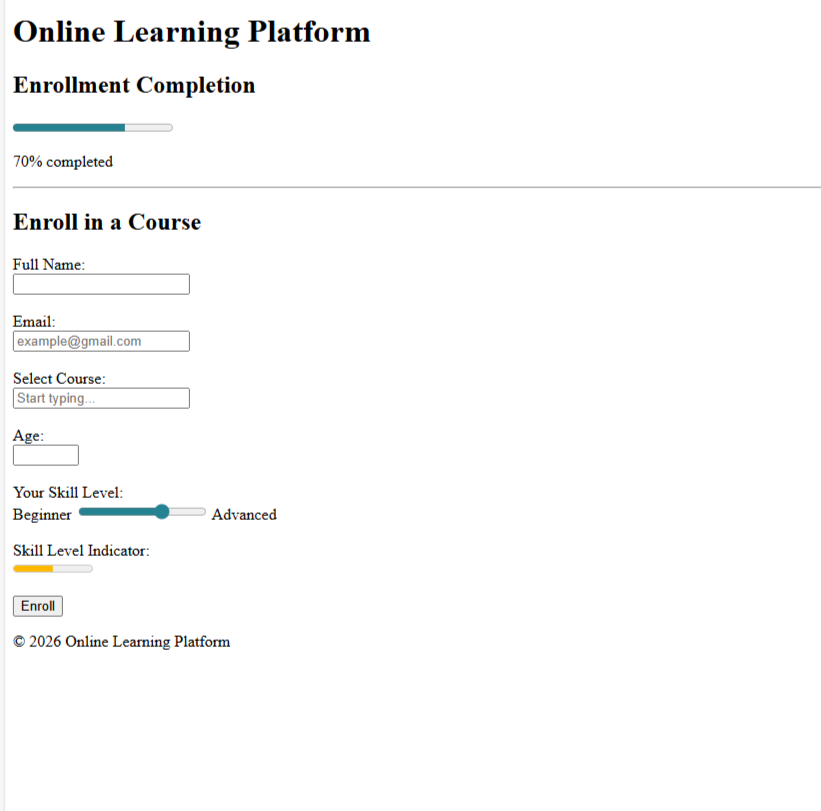 Online Learning Platform
Enrollment Completion
70% completed
Enroll in a Course
Full Name:
Email:
example@gmail.com
Select Course:
Start typing...
Age:
Your Skill Level:
Beginner Advanced
Skill Level Indicator:
Enroll
© 2026 Online Learning Platform